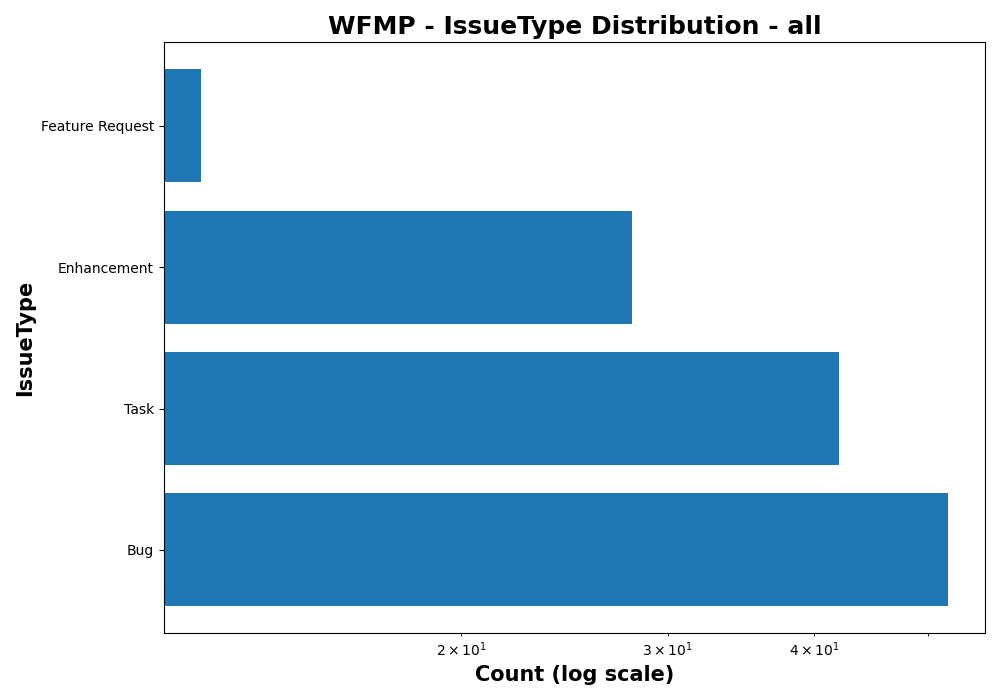 WFMP - IssueType Distribution - all
Feature Request
Enhancement
Task
Bug
IssueType
2 × 10¹
3 × 10¹
4 × 10¹
Count (log scale)